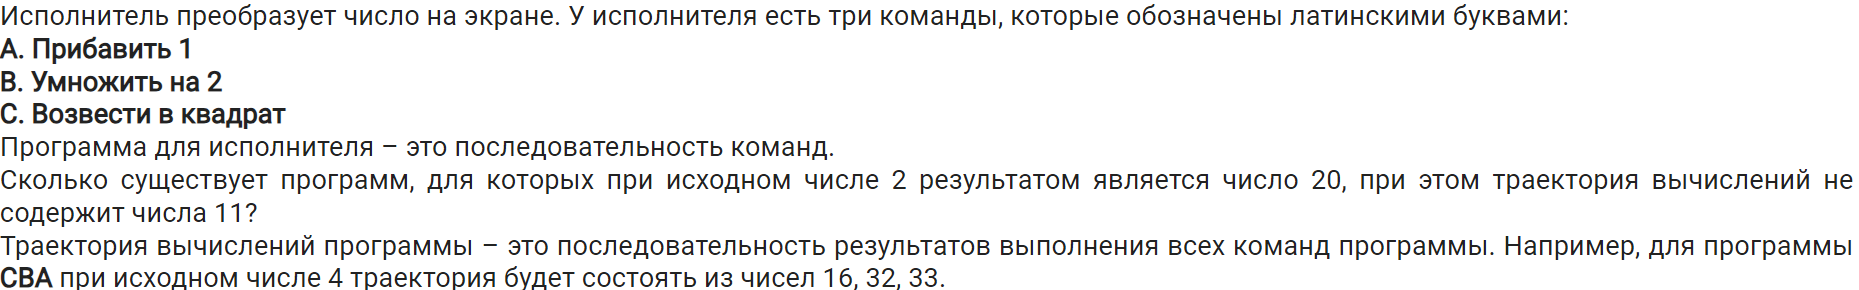 Исполнитель преобразует число на экране. У исполнителя есть три команды, которые обозначены латинскими буквами:
A. Прибавить 1
B. Умножить на 2
C. Возвести в квадрат
Программа для исполнителя – это последовательность команд.
Сколько существует программ, для которых при исходном числе 2 результатом является число 20, при этом траектория вычислений не
содержит числа 11?
Траектория вычислений программы – это последовательность результатов выполнения всех команд программы. Например, для программы
CBA при исходном числе 4 траектория будет состоять из чисел 16, 32, 33.